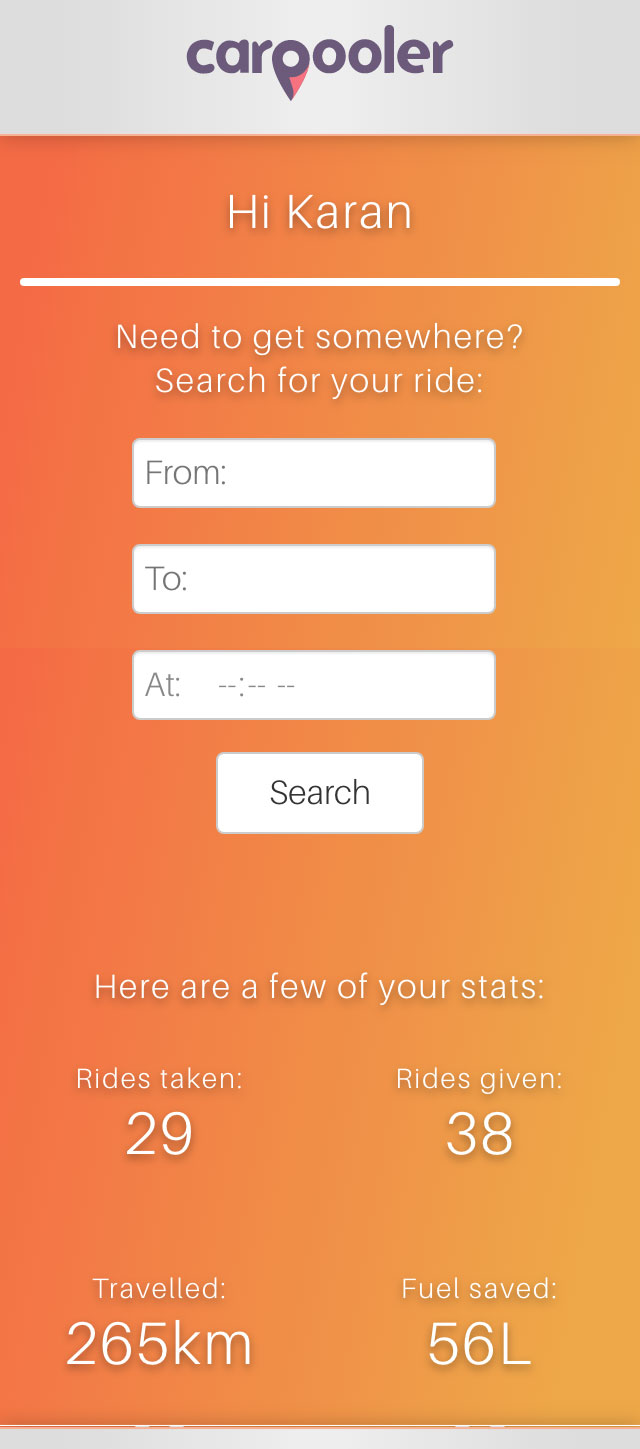 carpooler
Hi Karan
Need to get somewhere?
Search for your ride:
From:
To:
At: --:-- --
Search
Here are a few of your stats:
Rides taken: Rides given:
29 38
Travelled: Fuel saved:
265km 56L